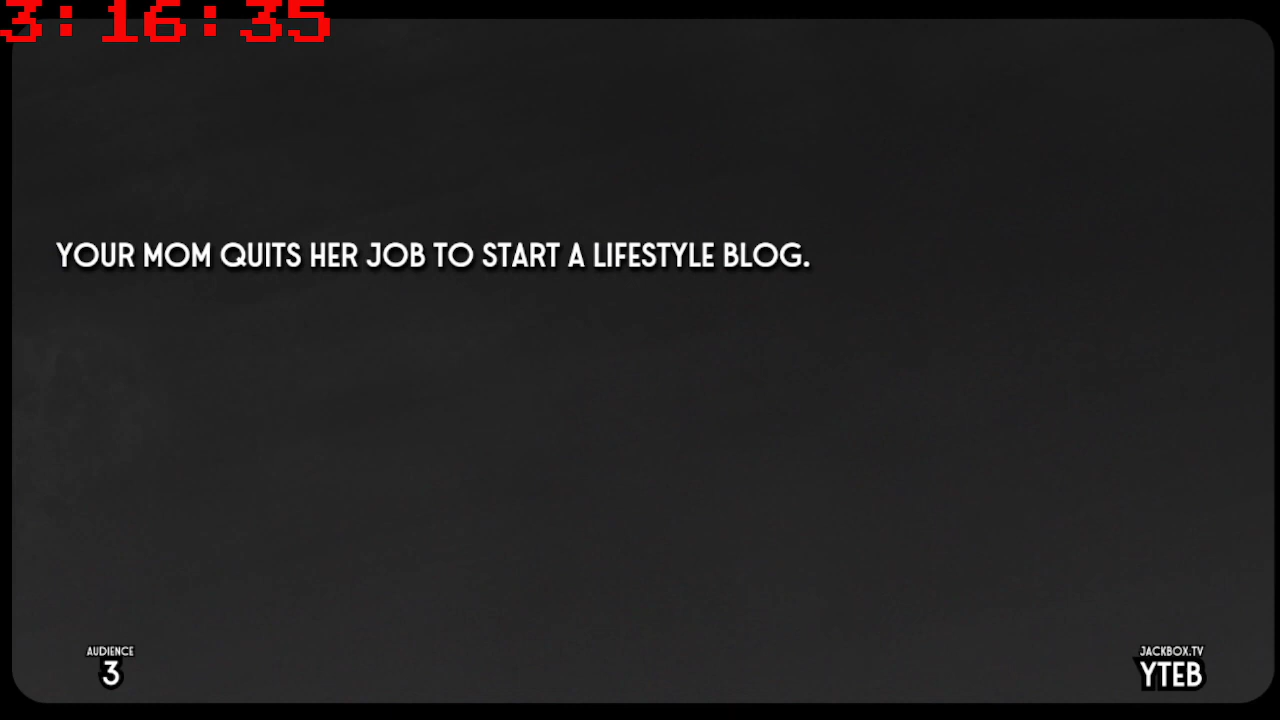 3:16:35
YOUR MOM QUITS HER JOB TO START A LIFESTYLE BLOG.
AUDIENCE
3
JACKBOX.TV
YTEB